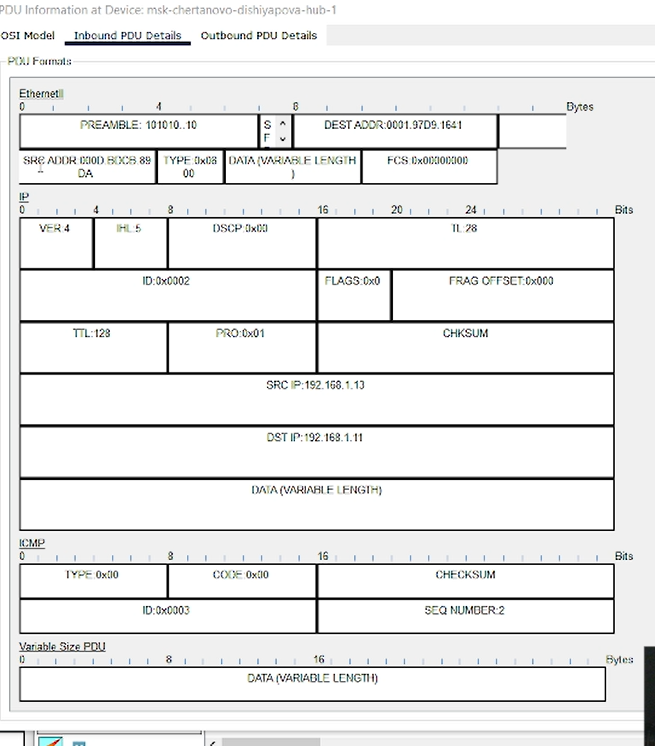 PDU Information at Device: msk-chertanovo-dishiyapova-hub-1
OSI Model Inbound PDU Details Outbound PDU Details
PDU Formats
EthernetII
0 4 8 Bytes
PREAMBLE: 101010..10 S F DEST ADDR:0001.97D9.1641
SRC ADDR:000D.BDCB.89 DA TYPE:0x08 00 DATA (VARIABLE LENGTH ) FCS:0x00000000
IP
0 4 8 16 20 24 Bits
VER:4 IHL:5 DSCP:0x00 TL:28
ID:0x0002 FLAGS:0x0 FRAG OFFSET:0x000
TTL:128 PRO:0x01 CHKSUM
SRC IP:192.168.1.13
DST IP:192.168.1.11
DATA (VARIABLE LENGTH)
ICMP
0 8 16 Bits
TYPE:0x00 CODE:0x00 CHECKSUM
ID:0x0003 SEQ NUMBER:2
Variable Size PDU
0 8 16 Bytes
DATA (VARIABLE LENGTH)